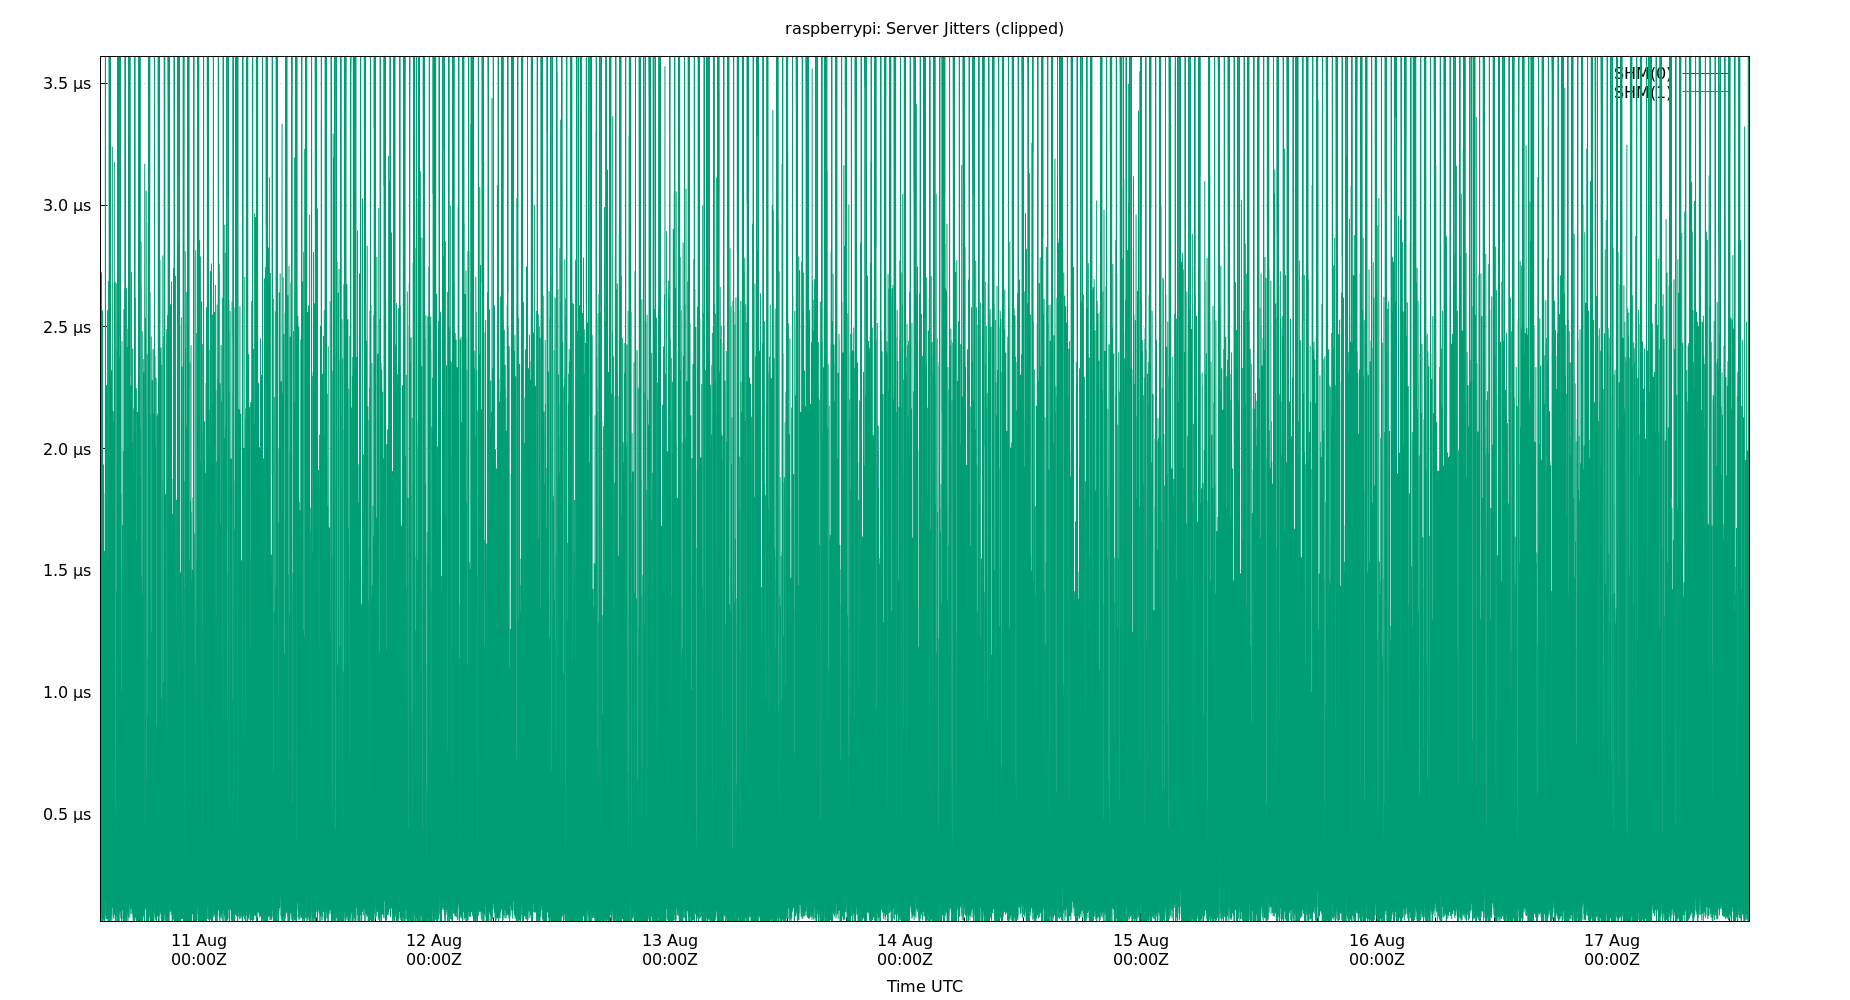 raspberrypi: Server Jitters (clipped)
SHM(0)
SHM(1)
3.5 µs
3.0 µs
2.5 µs
2.0 µs
1.5 µs
1.0 µs
0.5 µs
11 Aug 12 Aug 13 Aug 14 Aug 15 Aug 16 Aug 17 Aug
00:00Z 00:00Z 00:00Z 00:00Z 00:00Z 00:00Z 00:00Z
Time UTC